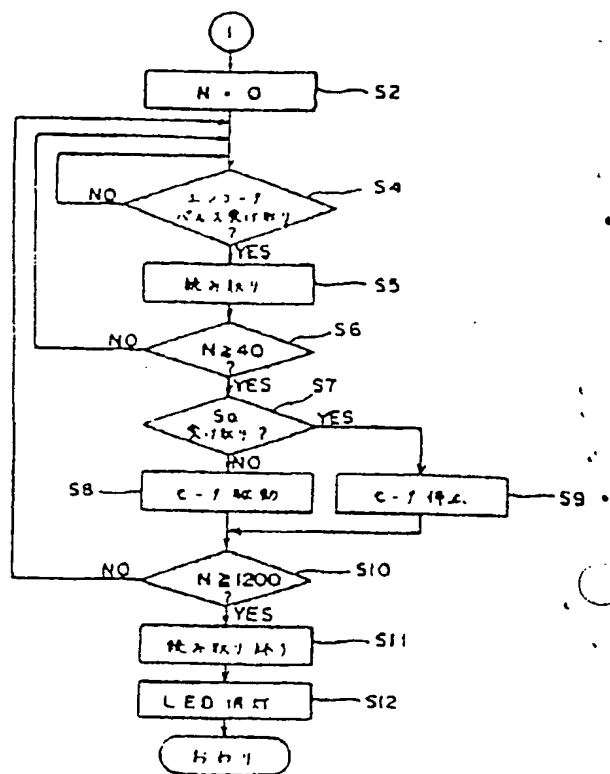 1
N = 0
S2
NO
エンコーダ
パルス受け取り
?
S4
YES
読み取り
S5
NO
N≧40
?
S6
YES
S7
Sa
受け取り?
YES
NO
S8
モータ駆動
モータ停止
S9
NO
N≧1200
?
S10
YES
読み取り終了
S11
LED消灯
S12
おわり